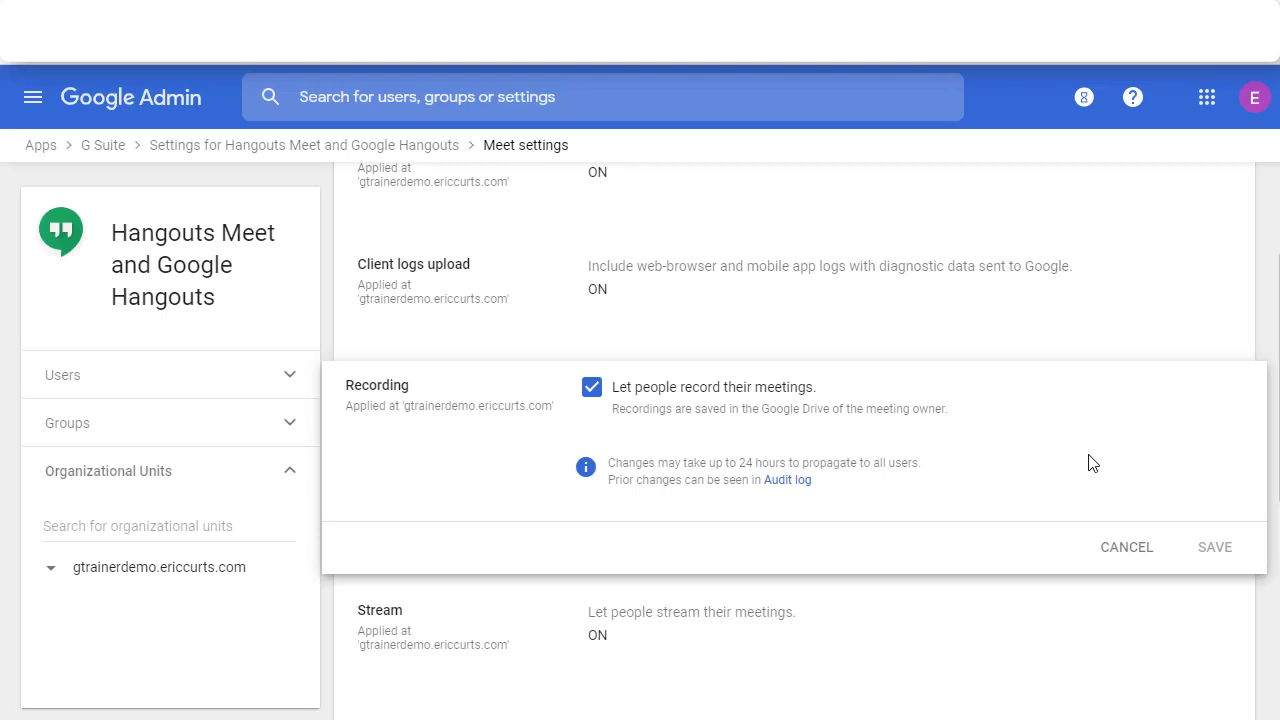 Google Admin
Search for users, groups or settings
E
Apps > G Suite > Settings for Hangouts Meet and Google Hangouts > Meet settings
Hangouts Meet
and Google
Hangouts
Users
Groups
Organizational Units
Search for organizational units
gtrainerdemo.ericcurts.com
Applied at
'gtrainerdemo.ericcurts.com'
ON
Client logs upload
Applied at
'gtrainerdemo.ericcurts.com'
Include web-browser and mobile app logs with diagnostic data sent to Google.
ON
Recording
Applied at 'gtrainerdemo.ericcurts.com'
Let people record their meetings.
Recordings are saved in the Google Drive of the meeting owner.
Changes may take up to 24 hours to propagate to all users.
Prior changes can be seen in Audit log
CANCEL SAVE
Stream
Applied at
'gtrainerdemo.ericcurts.com'
Let people stream their meetings.
ON